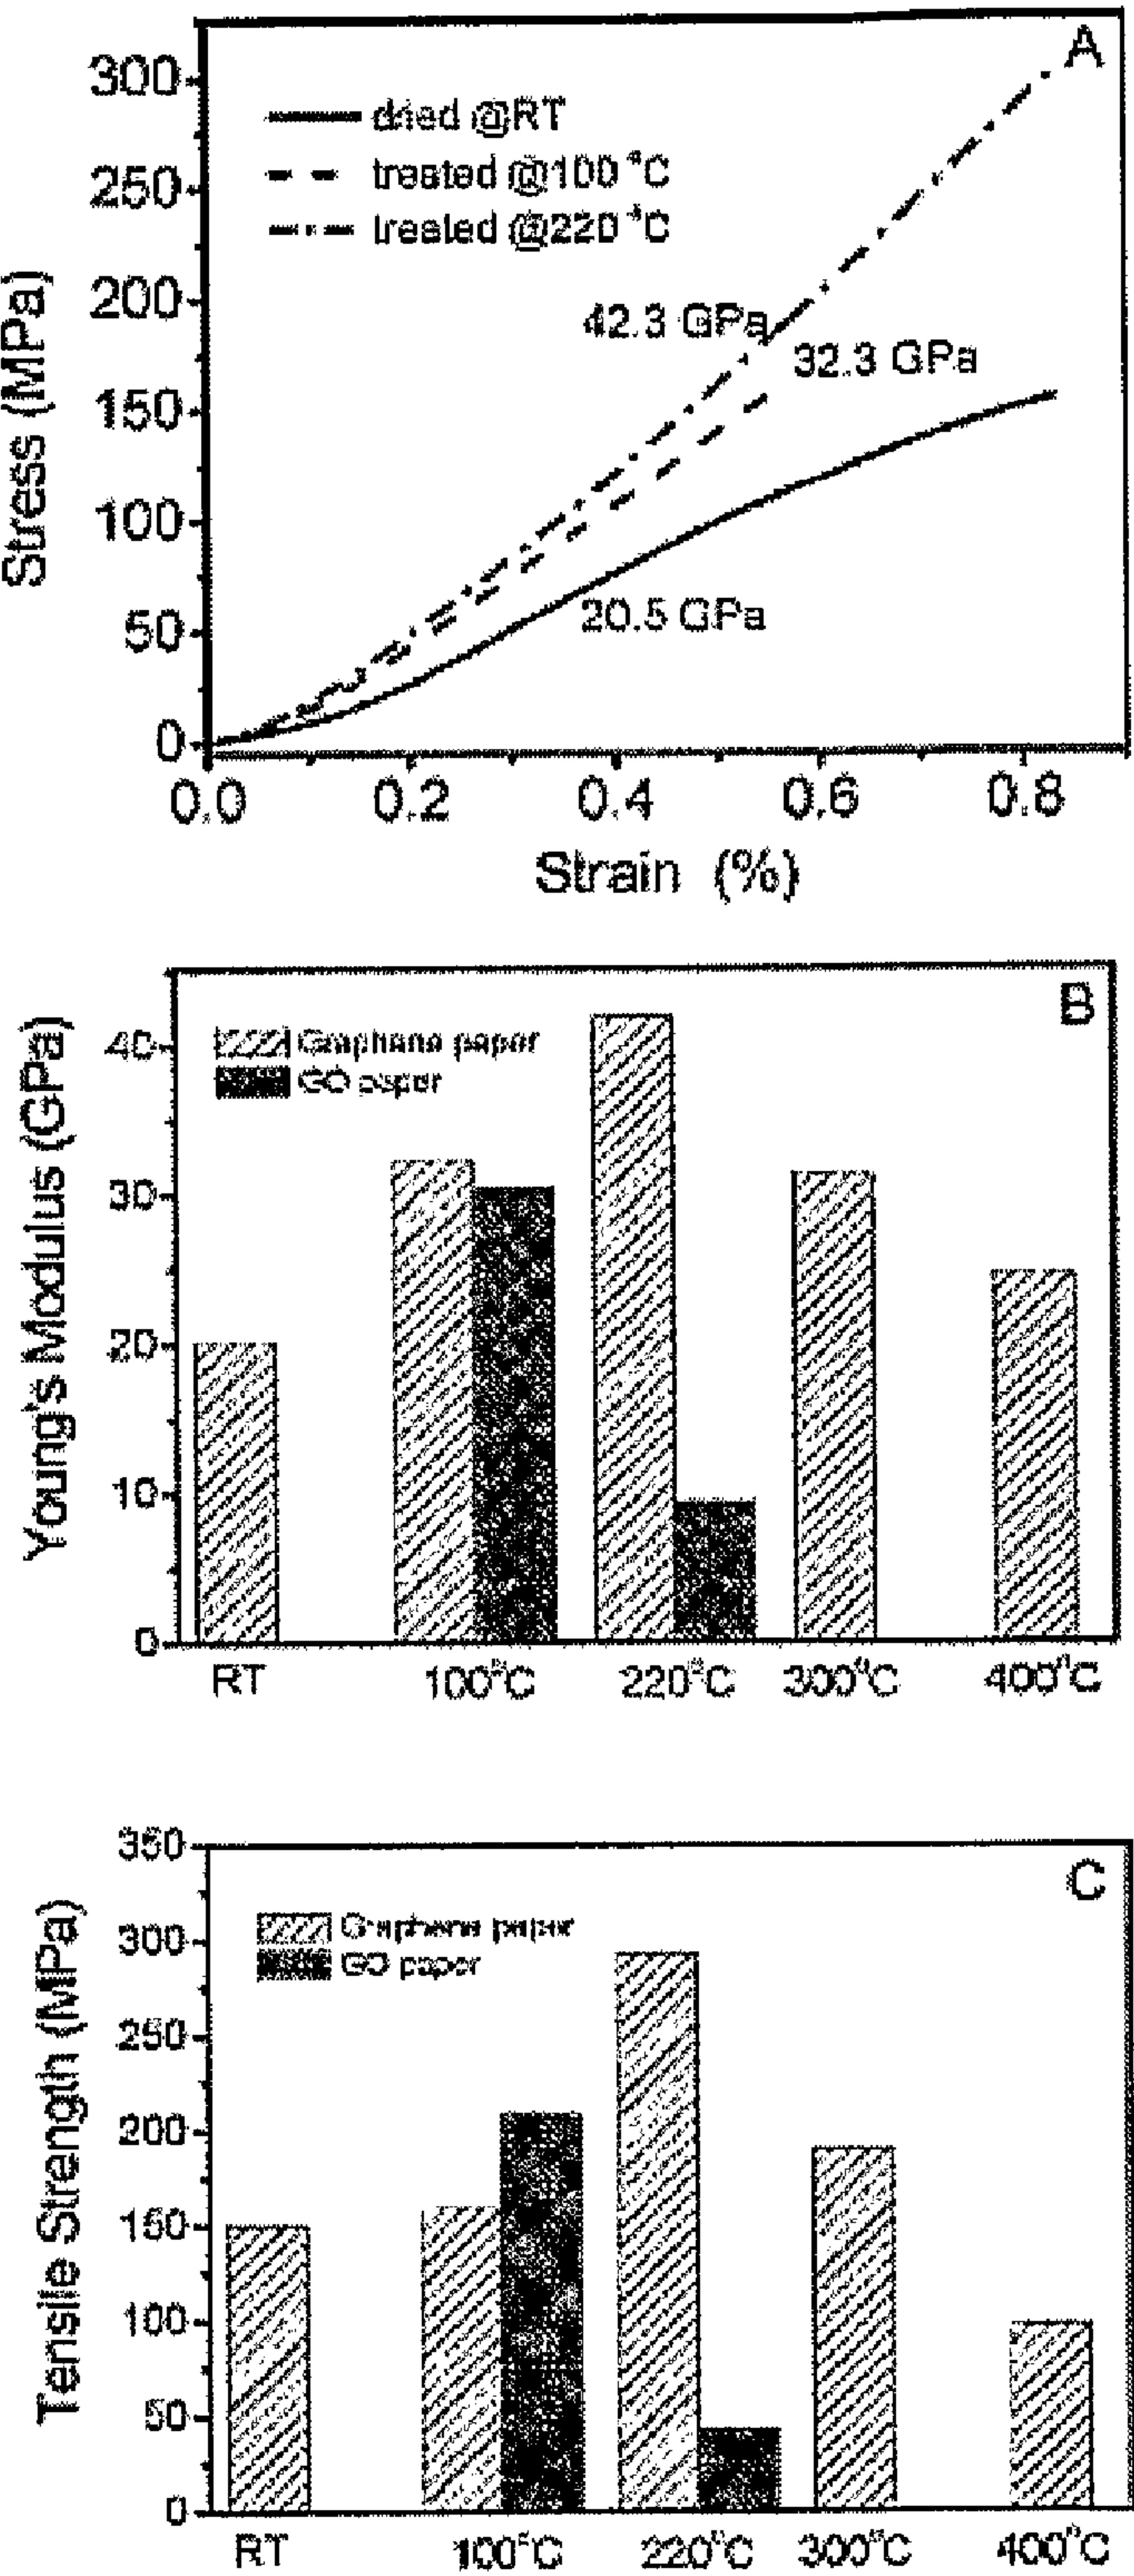 A
300
250
200
150
100
50
0
dried @RT
treated @100 °C
treated @220 °C
42.3 GPa
32.3 GPa
20.5 GPa
0.0 0.2 0.4 0.6 0.8
Stress (MPa)
Strain (%)
B
Graphene paper
GO paper
40
30
20
10
0
RT 100°C 220°C 300°C 400°C
Young's Modulus (GPa)
C
Graphene paper
GO paper
350
300
250
200
150
100
50
0
RT 100°C 220°C 300°C 400°C
Tensile Strength (MPa)